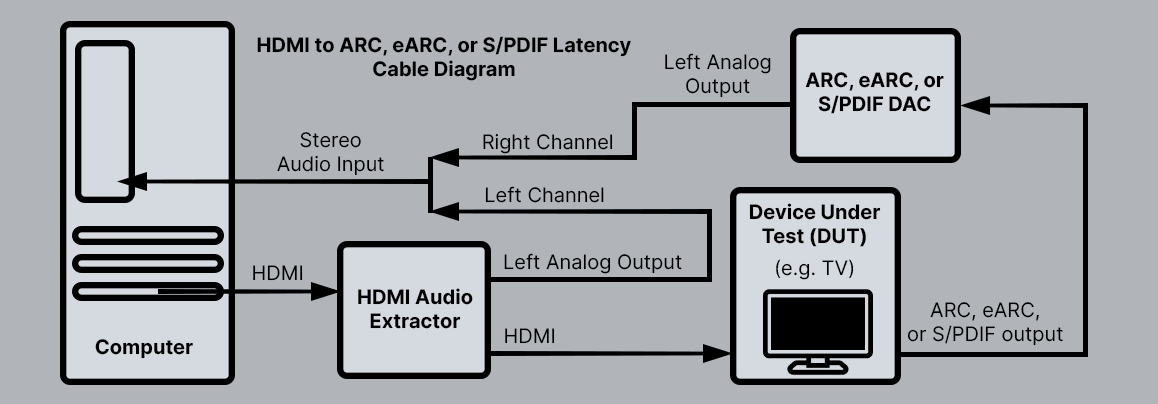 HDMI to ARC, eARC, or S/PDIF Latency
Cable Diagram
Left Analog
Output
ARC, eARC, or
S/PDIF DAC
Stereo
Audio Input
Right Channel
Left Channel
Device Under
Test (DUT)
(e.g. TV)
HDMI
Left Analog Output
HDMI Audio
Extractor
HDMI
ARC, eARC,
or S/PDIF output
Computer